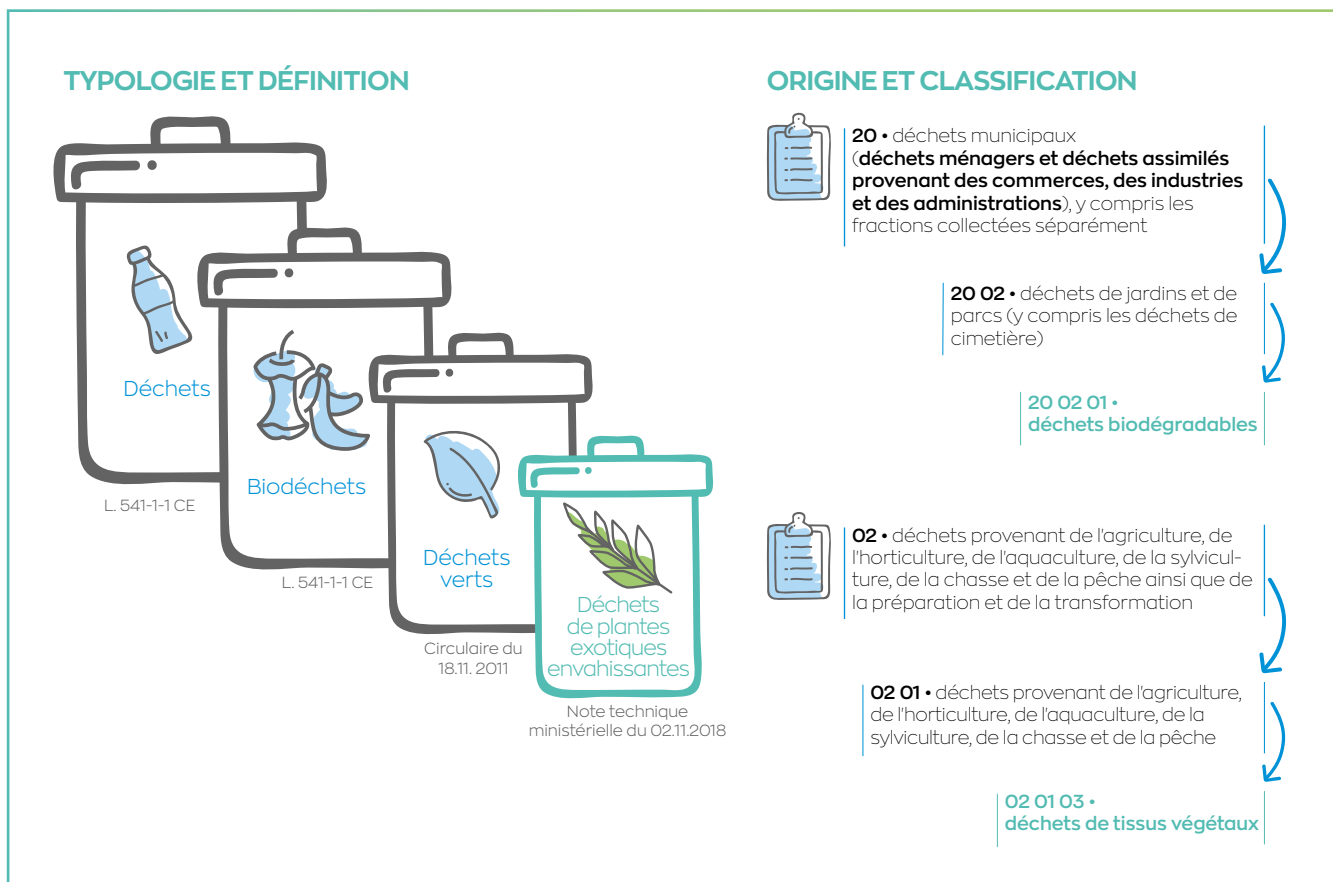 TYPOLOGIE ET DÉFINITION
Déchets
L. 541-1-1 CE
Biodéchets
L. 541-1-1 CE
Déchets
verts
Circulaire du
18.11. 2011
Déchets
de plantes
exotiques
envahissantes
Note technique
ministérielle du 02.11.2018
ORIGINE ET CLASSIFICATION
20 • déchets municipaux
(déchets ménagers et déchets assimilés
provenant des commerces, des industries
et des administrations), y compris les
fractions collectées séparément
20 02 • déchets de jardins et de
parcs (y compris les déchets de
cimetière)
20 02 01 •
déchets biodégradables
02 • déchets provenant de l'agriculture, de
l'horticulture, de l'aquaculture, de la sylvicul-
ture, de la chasse et de la pêche ainsi que de
la préparation et de la transformation
02 01 • déchets provenant de l'agriculture,
de l'horticulture, de l'aquaculture, de la
sylviculture, de la chasse et de la pêche
02 01 03 •
déchets de tissus végétaux